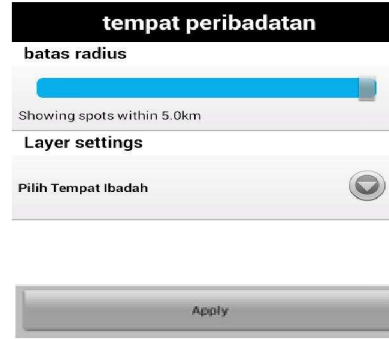 tempat peribadatan
batas radius
Showing spots within 5.0km
Layer settings
Pilih Tempat Ibadah
Apply